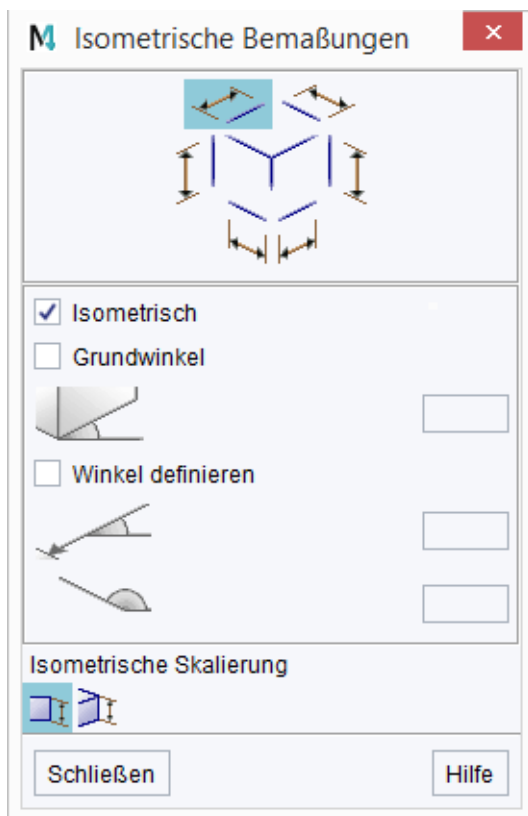 Isometrische Bemaßungen
Isometrisch
Grundwinkel
Winkel definieren
Isometrische Skalierung
Schließen
Hilfe